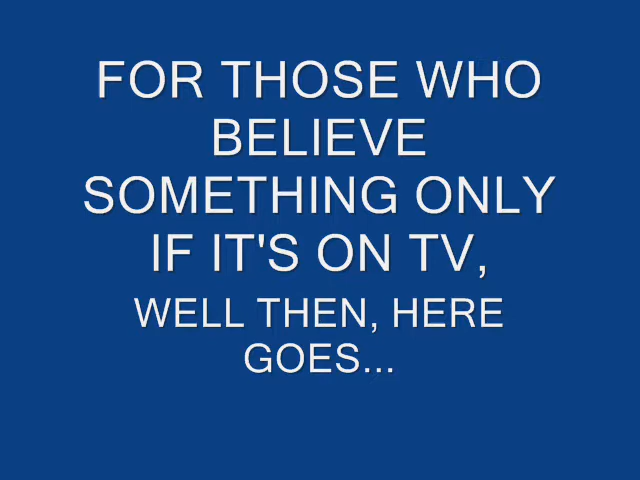 FOR THOSE WHO
BELIEVE
SOMETHING ONLY
IF IT'S ON TV,
WELL THEN, HERE
GOES...